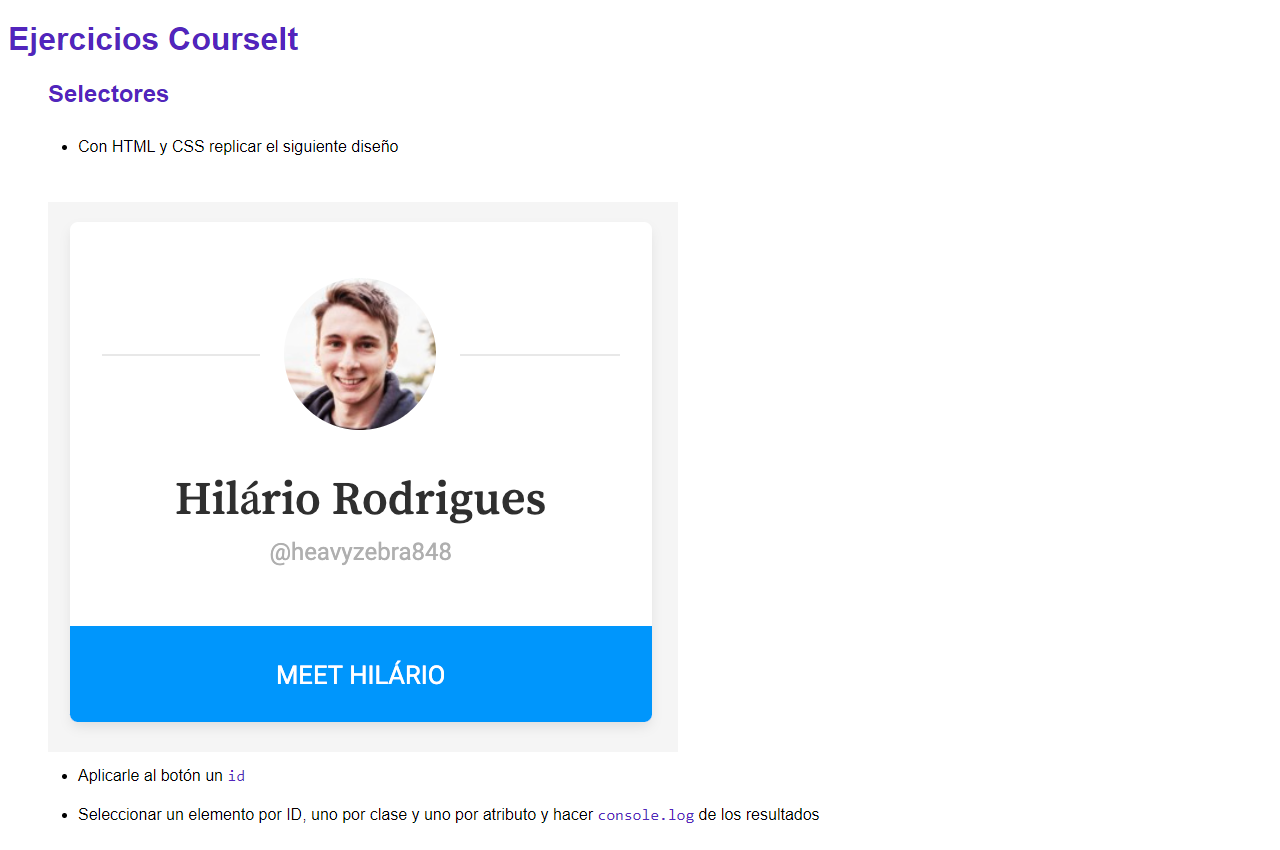 Ejercicios CourseIt
Selectores
Con HTML y CSS replicar el siguiente diseño
Hilário Rodrigues
@heavyzebra848
MEET HILÁRIO
Aplicarle al botón un id
Seleccionar un elemento por ID, uno por clase y uno por atributo y hacer console.log de los resultados